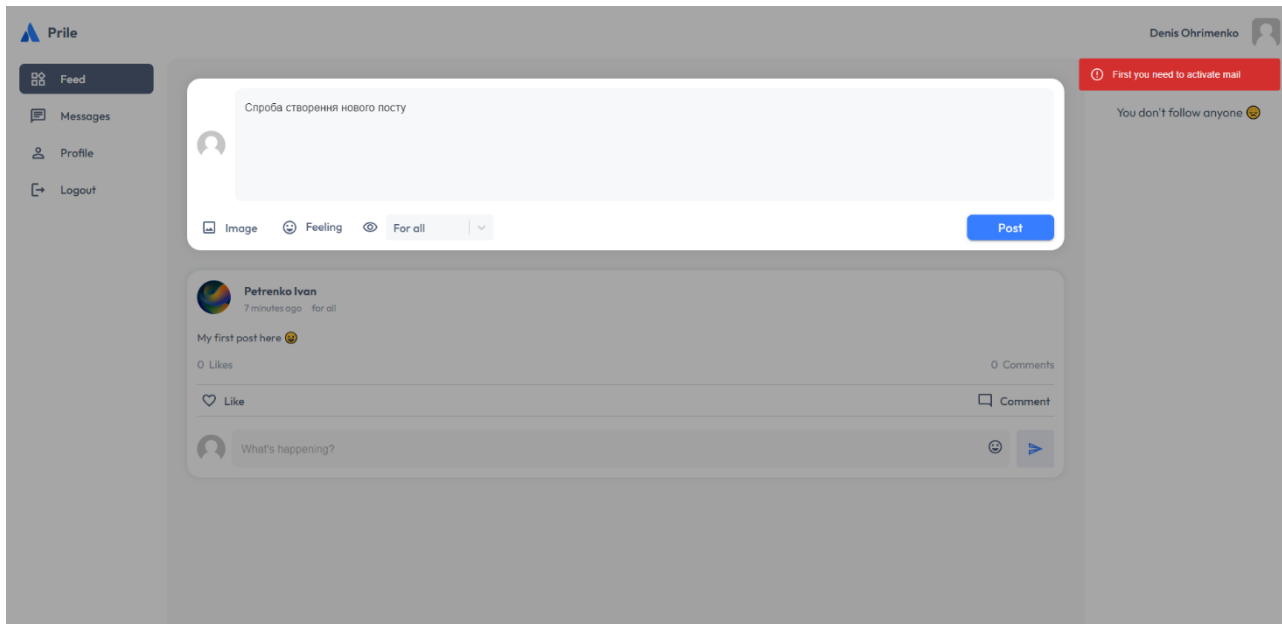 Prile
Denis Ohrimenko
Feed
Messages
Profile
Logout
First you need to activate mail
You don't follow anyone 😔
Спроба створення нового посту
Image
Feeling
For all
Post
Petrenko Ivan
7 minutes ago for all
My first post here 😀
0 Likes
0 Comments
Like
Comment
What's happening?